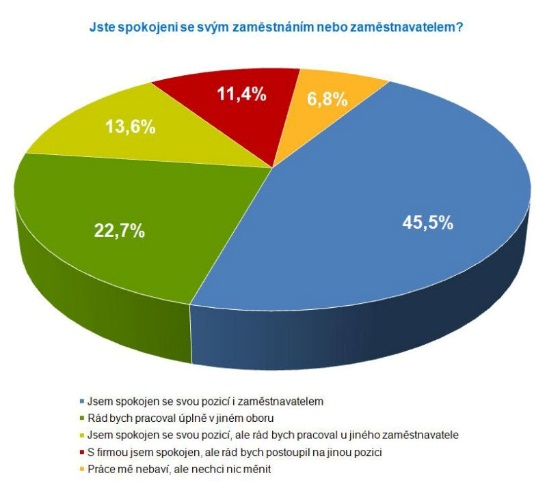 Jste spokojeni se svým zaměstnáním nebo zaměstnavatelem?
11,4%
6,8%
13,6%
45,5%
22,7%
Jsem spokojen se svou pozicí i zaměstnavatelem
Rád bych pracoval úplně v jiném oboru
Jsem spokojen se svou pozicí, ale rád bych pracoval u jiného zaměstnavatele
S firmou jsem spokojen, ale rád bych postoupil na jinou pozici
Práce mě nebaví, ale nechci nic měnit